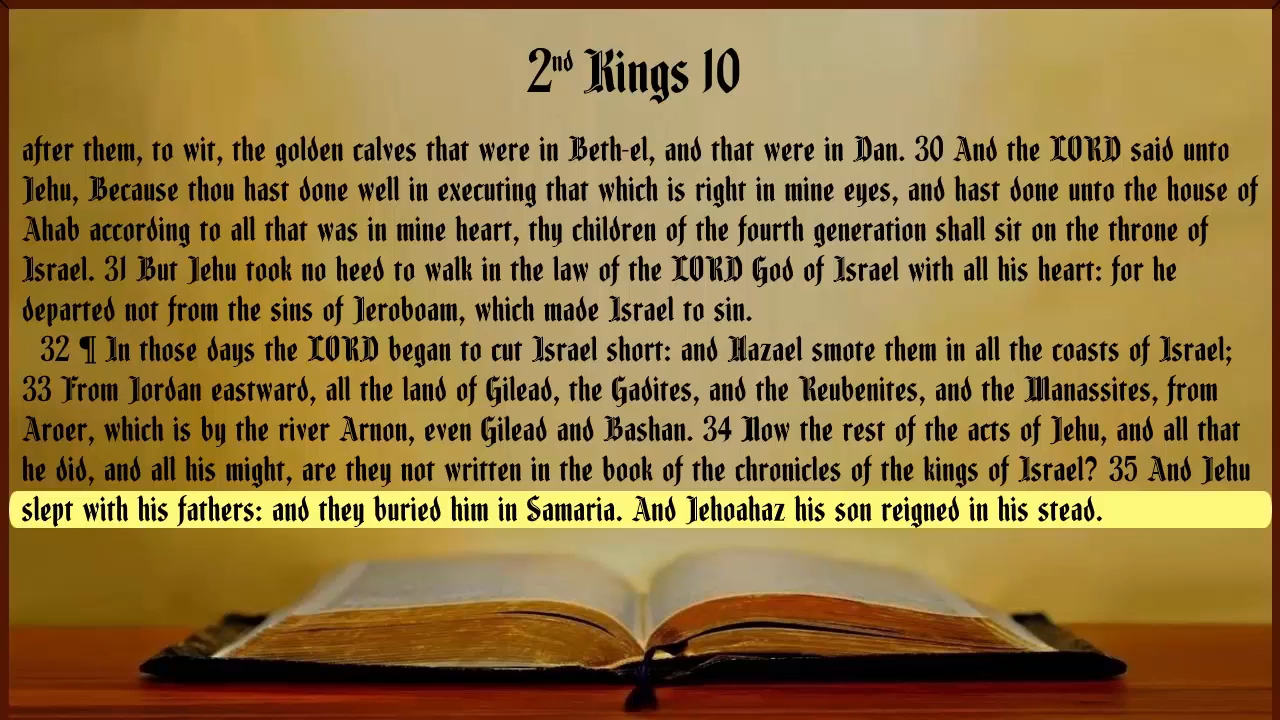 2nd Kings 10
after them, to wit, the golden calves that were in Beth-el, and that were in Dan. 30 And the LORD said unto
Jehu, Because thou hast done well in executing that which is right in mine eyes, and hast done unto the house of
Ahab according to all that was in mine heart, thy children of the fourth generation shall sit on the throne of
Israel. 31 But Jehu took no heed to walk in the law of the LORD God of Israel with all his heart: for he
departed not from the sins of Jeroboam, which made Israel to sin.
32 ¶ In those days the LORD began to cut Israel short: and Hazael smote them in all the coasts of Israel;
33 From Jordan eastward, all the land of Gilead, the Gadites, and the Reubenites, and the Manassites, from
Aroer, which is by the river Arnon, even Gilead and Bashan. 34 Now the rest of the acts of Jehu, and all that
he did, and all his might, are they not written in the book of the chronicles of the kings of Israel? 35 And Jehu
slept with his fathers: and they buried him in Samaria. And Jehoahaz his son reigned in his stead.